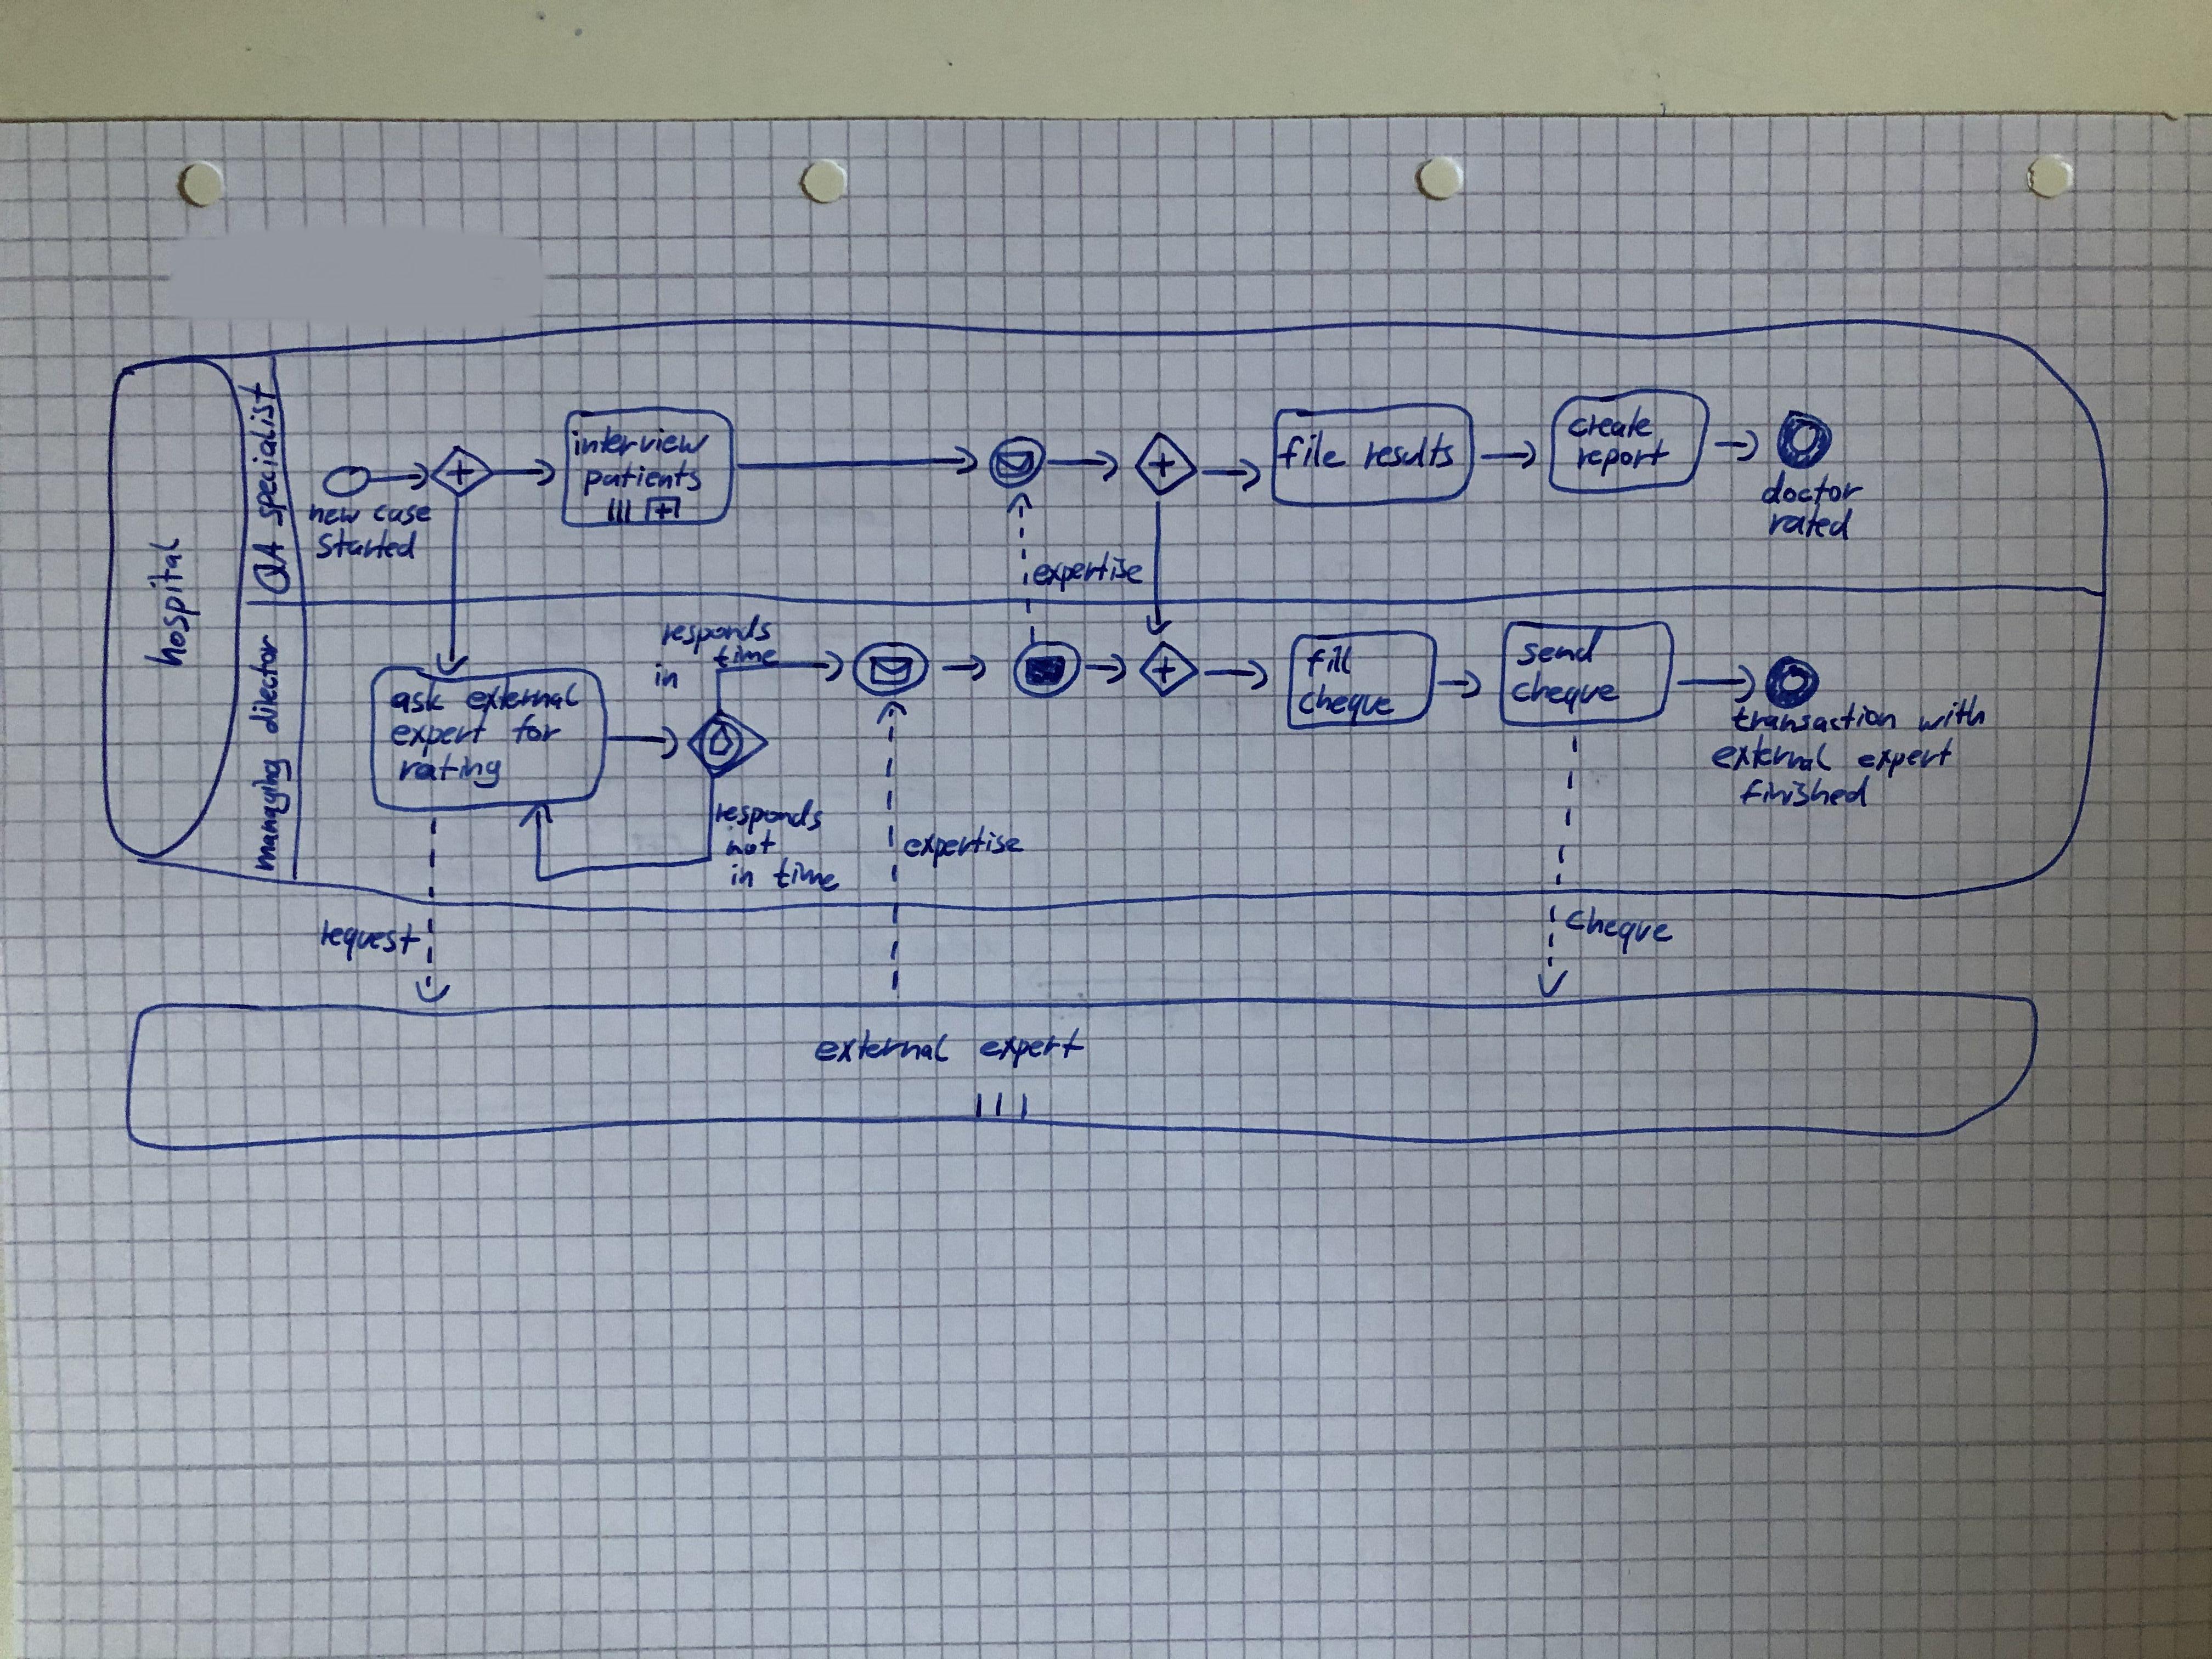 hospital
QA specialist
managing director
new case
started
interview
patients
file results
create
report
doctor
rated
expertise
responds
in time
ask external
expert for
rating
responds
not
in time
fill
cheque
send
cheque
transaction with
external expert
finished
expertise
request
cheque
external expert